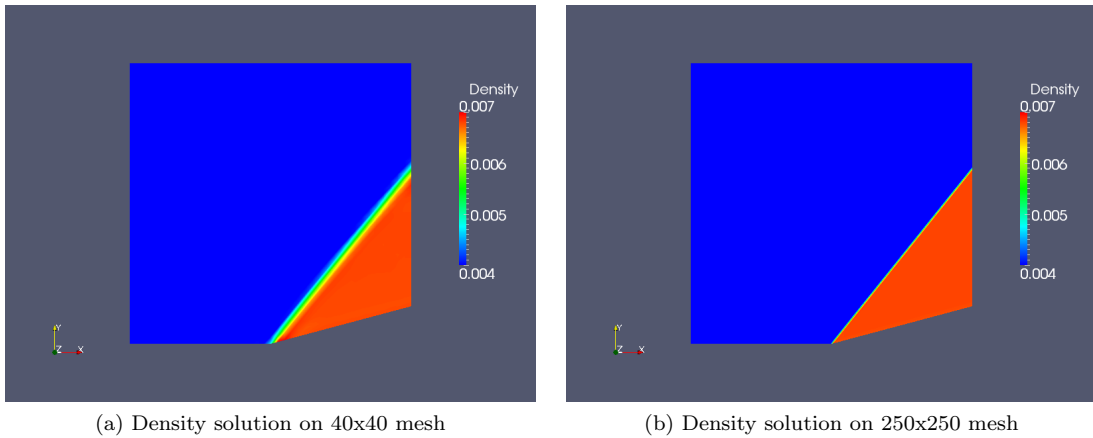 Density
0.007
0.006
0.005
0.004
Y
Z
X
(a) Density solution on 40x40 mesh
Density
0.007
0.006
0.005
0.004
Y
Z
X
(b) Density solution on 250x250 mesh